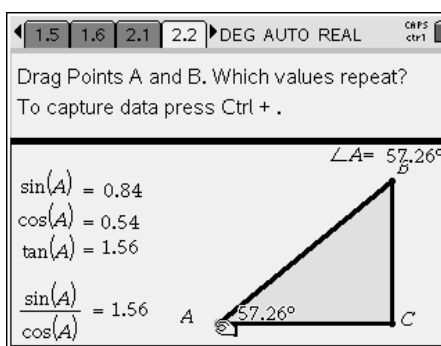 1.5 1.6 2.1 2.2 DEG AUTO REAL CAPS ctrl
Drag Points A and B. Which values repeat?
To capture data press Ctrl + .
∠A= 57.26°
B
sin(A) = 0.84
cos(A) = 0.54
tan(A) = 1.56
sin(A)/cos(A) = 1.56
A 57.26° C